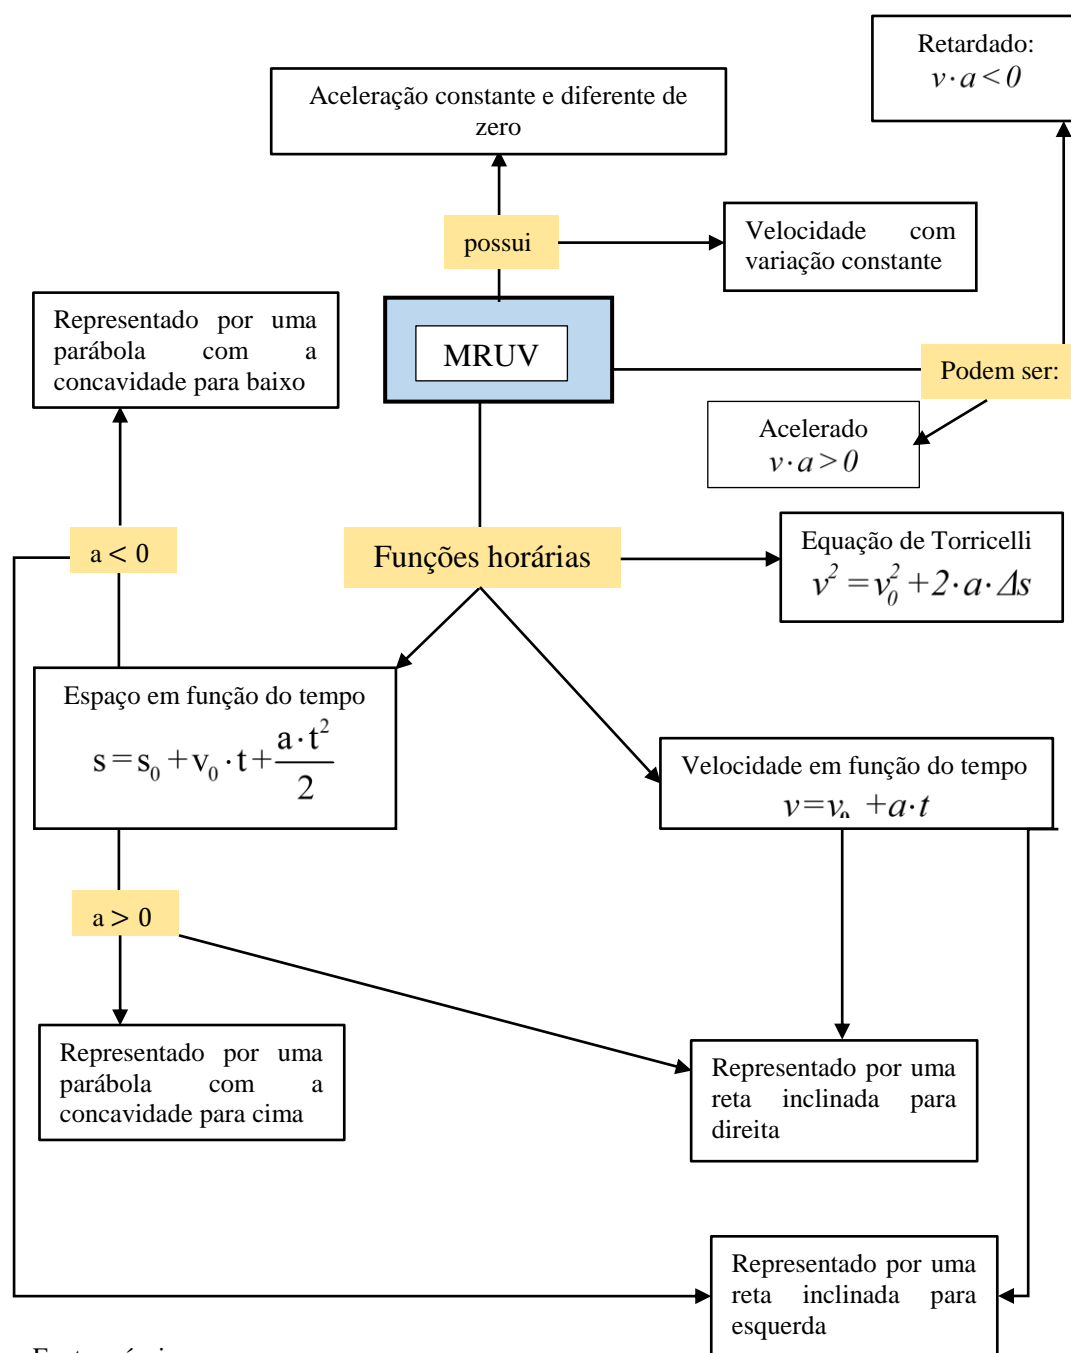 Retardado:
v·a<0
Aceleração constante e diferente de
zero
possui
Velocidade com
variação constante
Representado por uma
parábola com a
concavidade para baixo
MRUV
Podem ser:
Acelerado
v·a>0
a < 0
Funções horárias
Equação de Torricelli
v²=v₀²+2·a·Δs
Espaço em função do tempo
s=s₀+v₀·t+a·t²/2
Velocidade em função do tempo
v=v₀+a·t
a > 0
Representado por uma
parábola com a
concavidade para cima
Representado por uma
reta inclinada para
direita
Representado por uma
reta inclinada para
esquerda